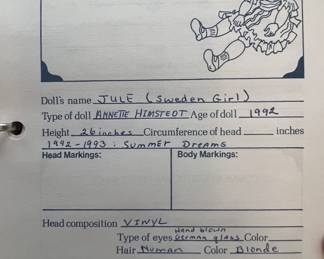 Doll's name JULE (Sweden Girl)
Type of doll ANNETTE HIMSTEDT Age of doll 1992
Height 26 inches Circumference of head ______ inches
1992-1993: Summer Dreams
Head Markings: Body Markings:
Head composition VINYL
Hand blown
Type of eyes German glass Color
Hair Human Color Blonde